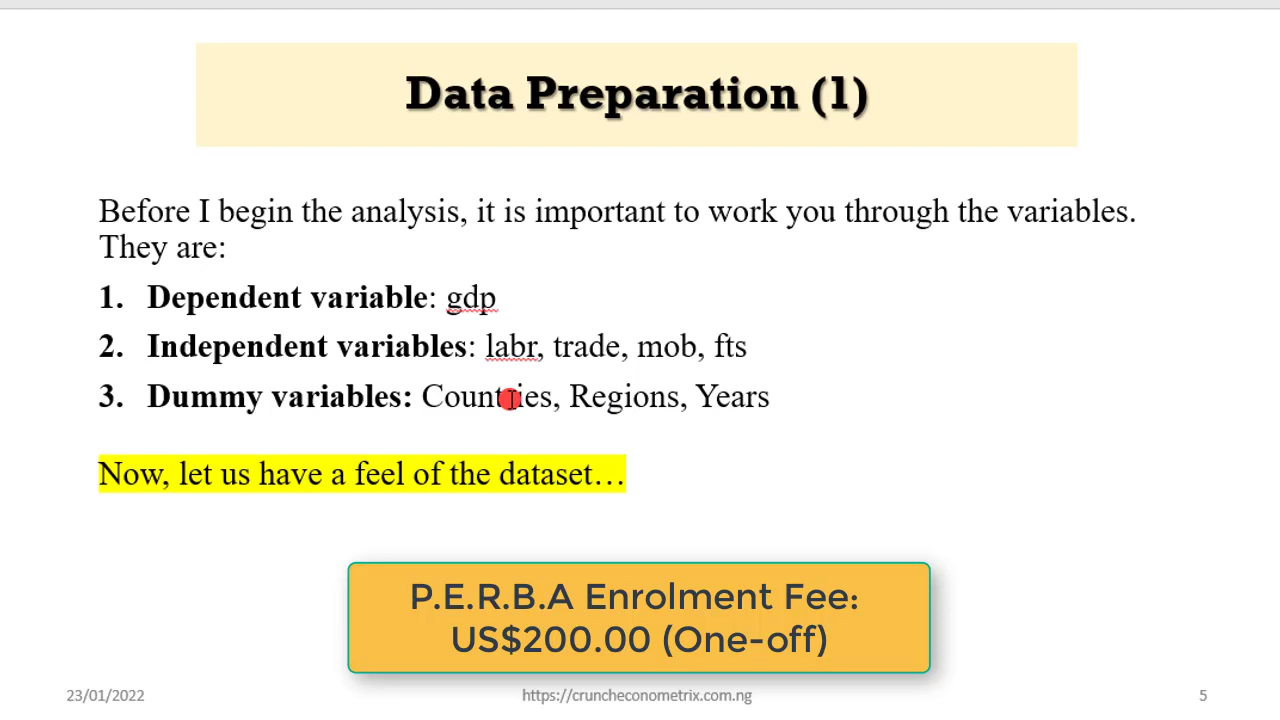 Data Preparation (1)
Before I begin the analysis, it is important to work you through the variables.
They are:
1. Dependent variable: gdp
2. Independent variables: labr, trade, mob, fts
3. Dummy variables: Countries, Regions, Years
Now, let us have a feel of the dataset…
P.E.R.B.A Enrolment Fee:
US$200.00 (One-off)
23/01/2022
https://cruncheconometrix.com.ng
5